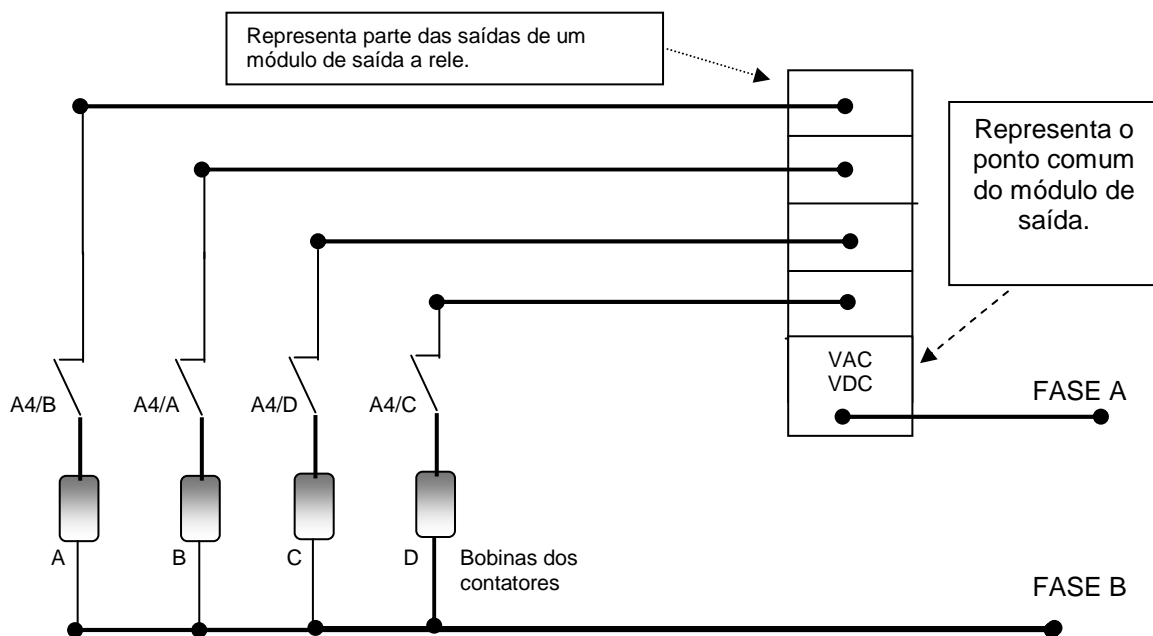 Representa parte das saídas de um
módulo de saída a rele.
Representa o
ponto comum
do módulo de
saída.
VAC
VDC
FASE A
A4/B
A4/A
A4/D
A4/C
A
B
C
D
Bobinas dos
contatores
FASE B